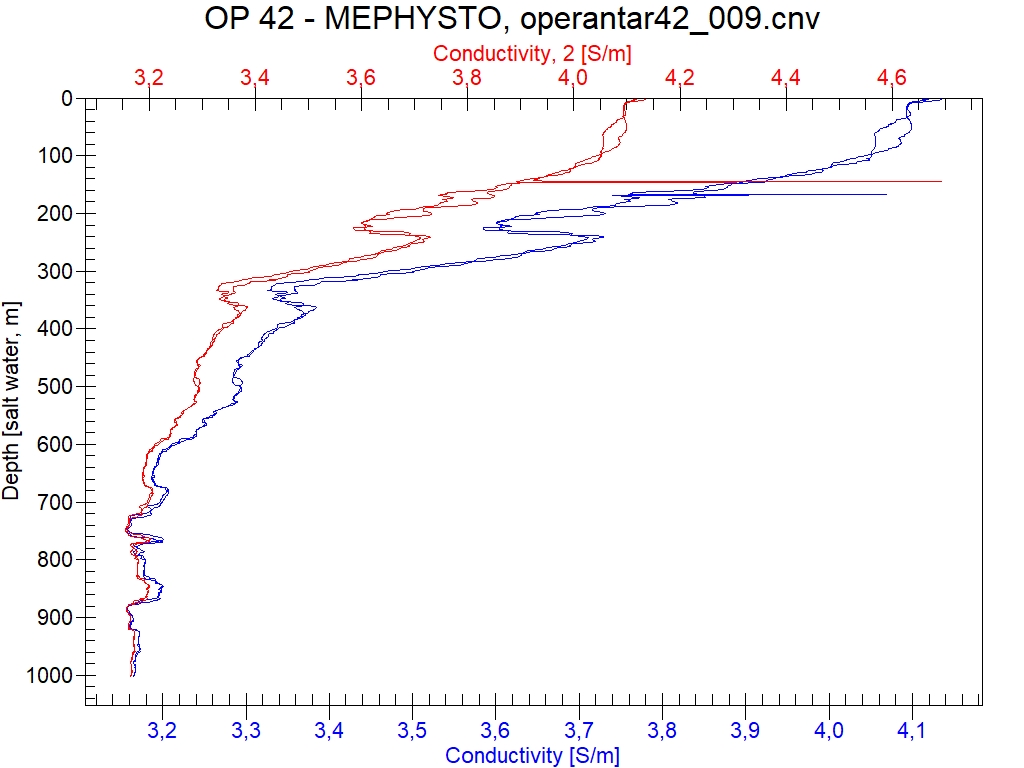 OP 42 - MEPHYSTO, operantar42_009.cnv
Conductivity, 2 [S/m]
3,2 3,4 3,6 3,8 4,0 4,2 4,4 4,6
0
100
200
300
400
500
600
700
800
900
1000
Depth [salt water, m]
3,2 3,3 3,4 3,5 3,6 3,7 3,8 3,9 4,0 4,1
Conductivity [S/m]